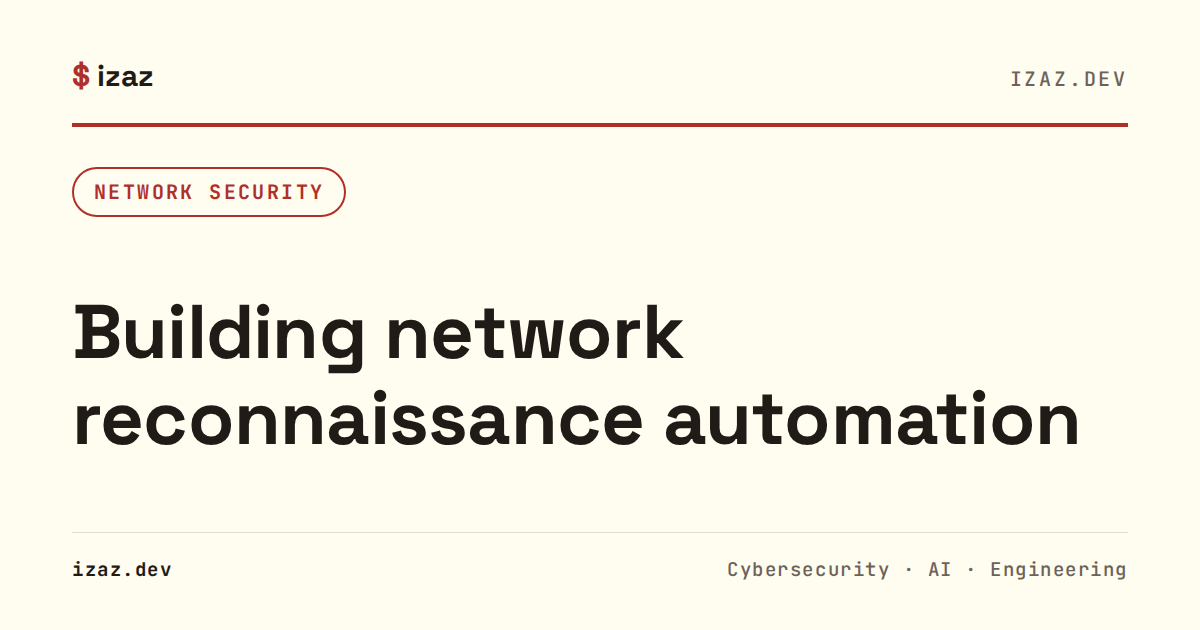 $ izaz
IZAZ.DEV
NETWORK SECURITY
Building network
reconnaissance automation
izaz.dev
Cybersecurity · AI · Engineering